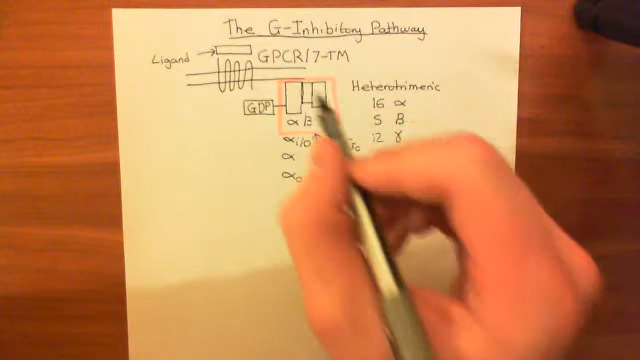 The G-Inhibitory Pathway
Ligand
GPCR/7-TM
GDP
α β
Heterotrimeric
16 α
5 β
12 γ
αi/o
α
αo